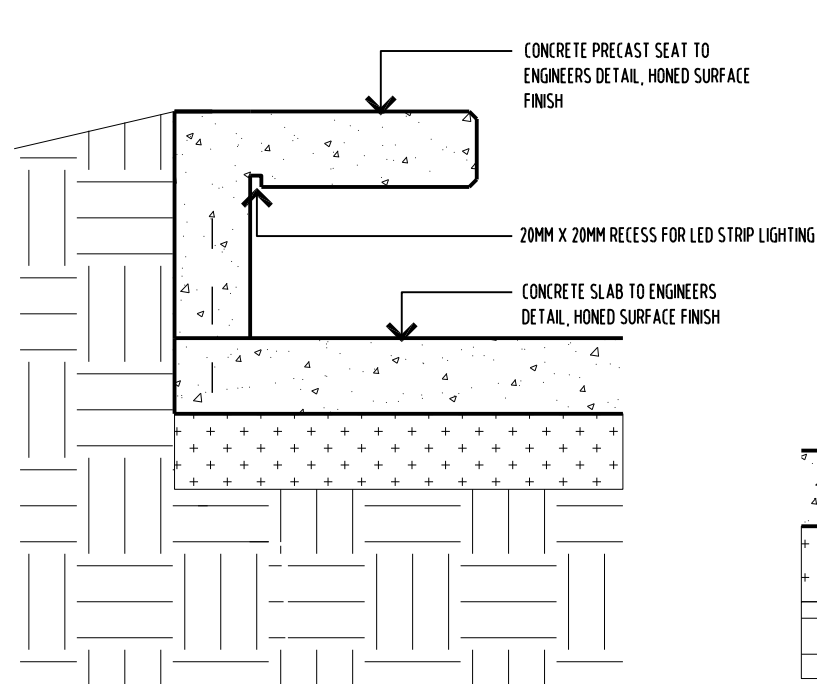 CONCRETE PRECAST SEAT TO
ENGINEERS DETAIL, HONED SURFACE
FINISH
20MM X 20MM RECESS FOR LED STRIP LIGHTING
CONCRETE SLAB TO ENGINEERS
DETAIL, HONED SURFACE FINISH